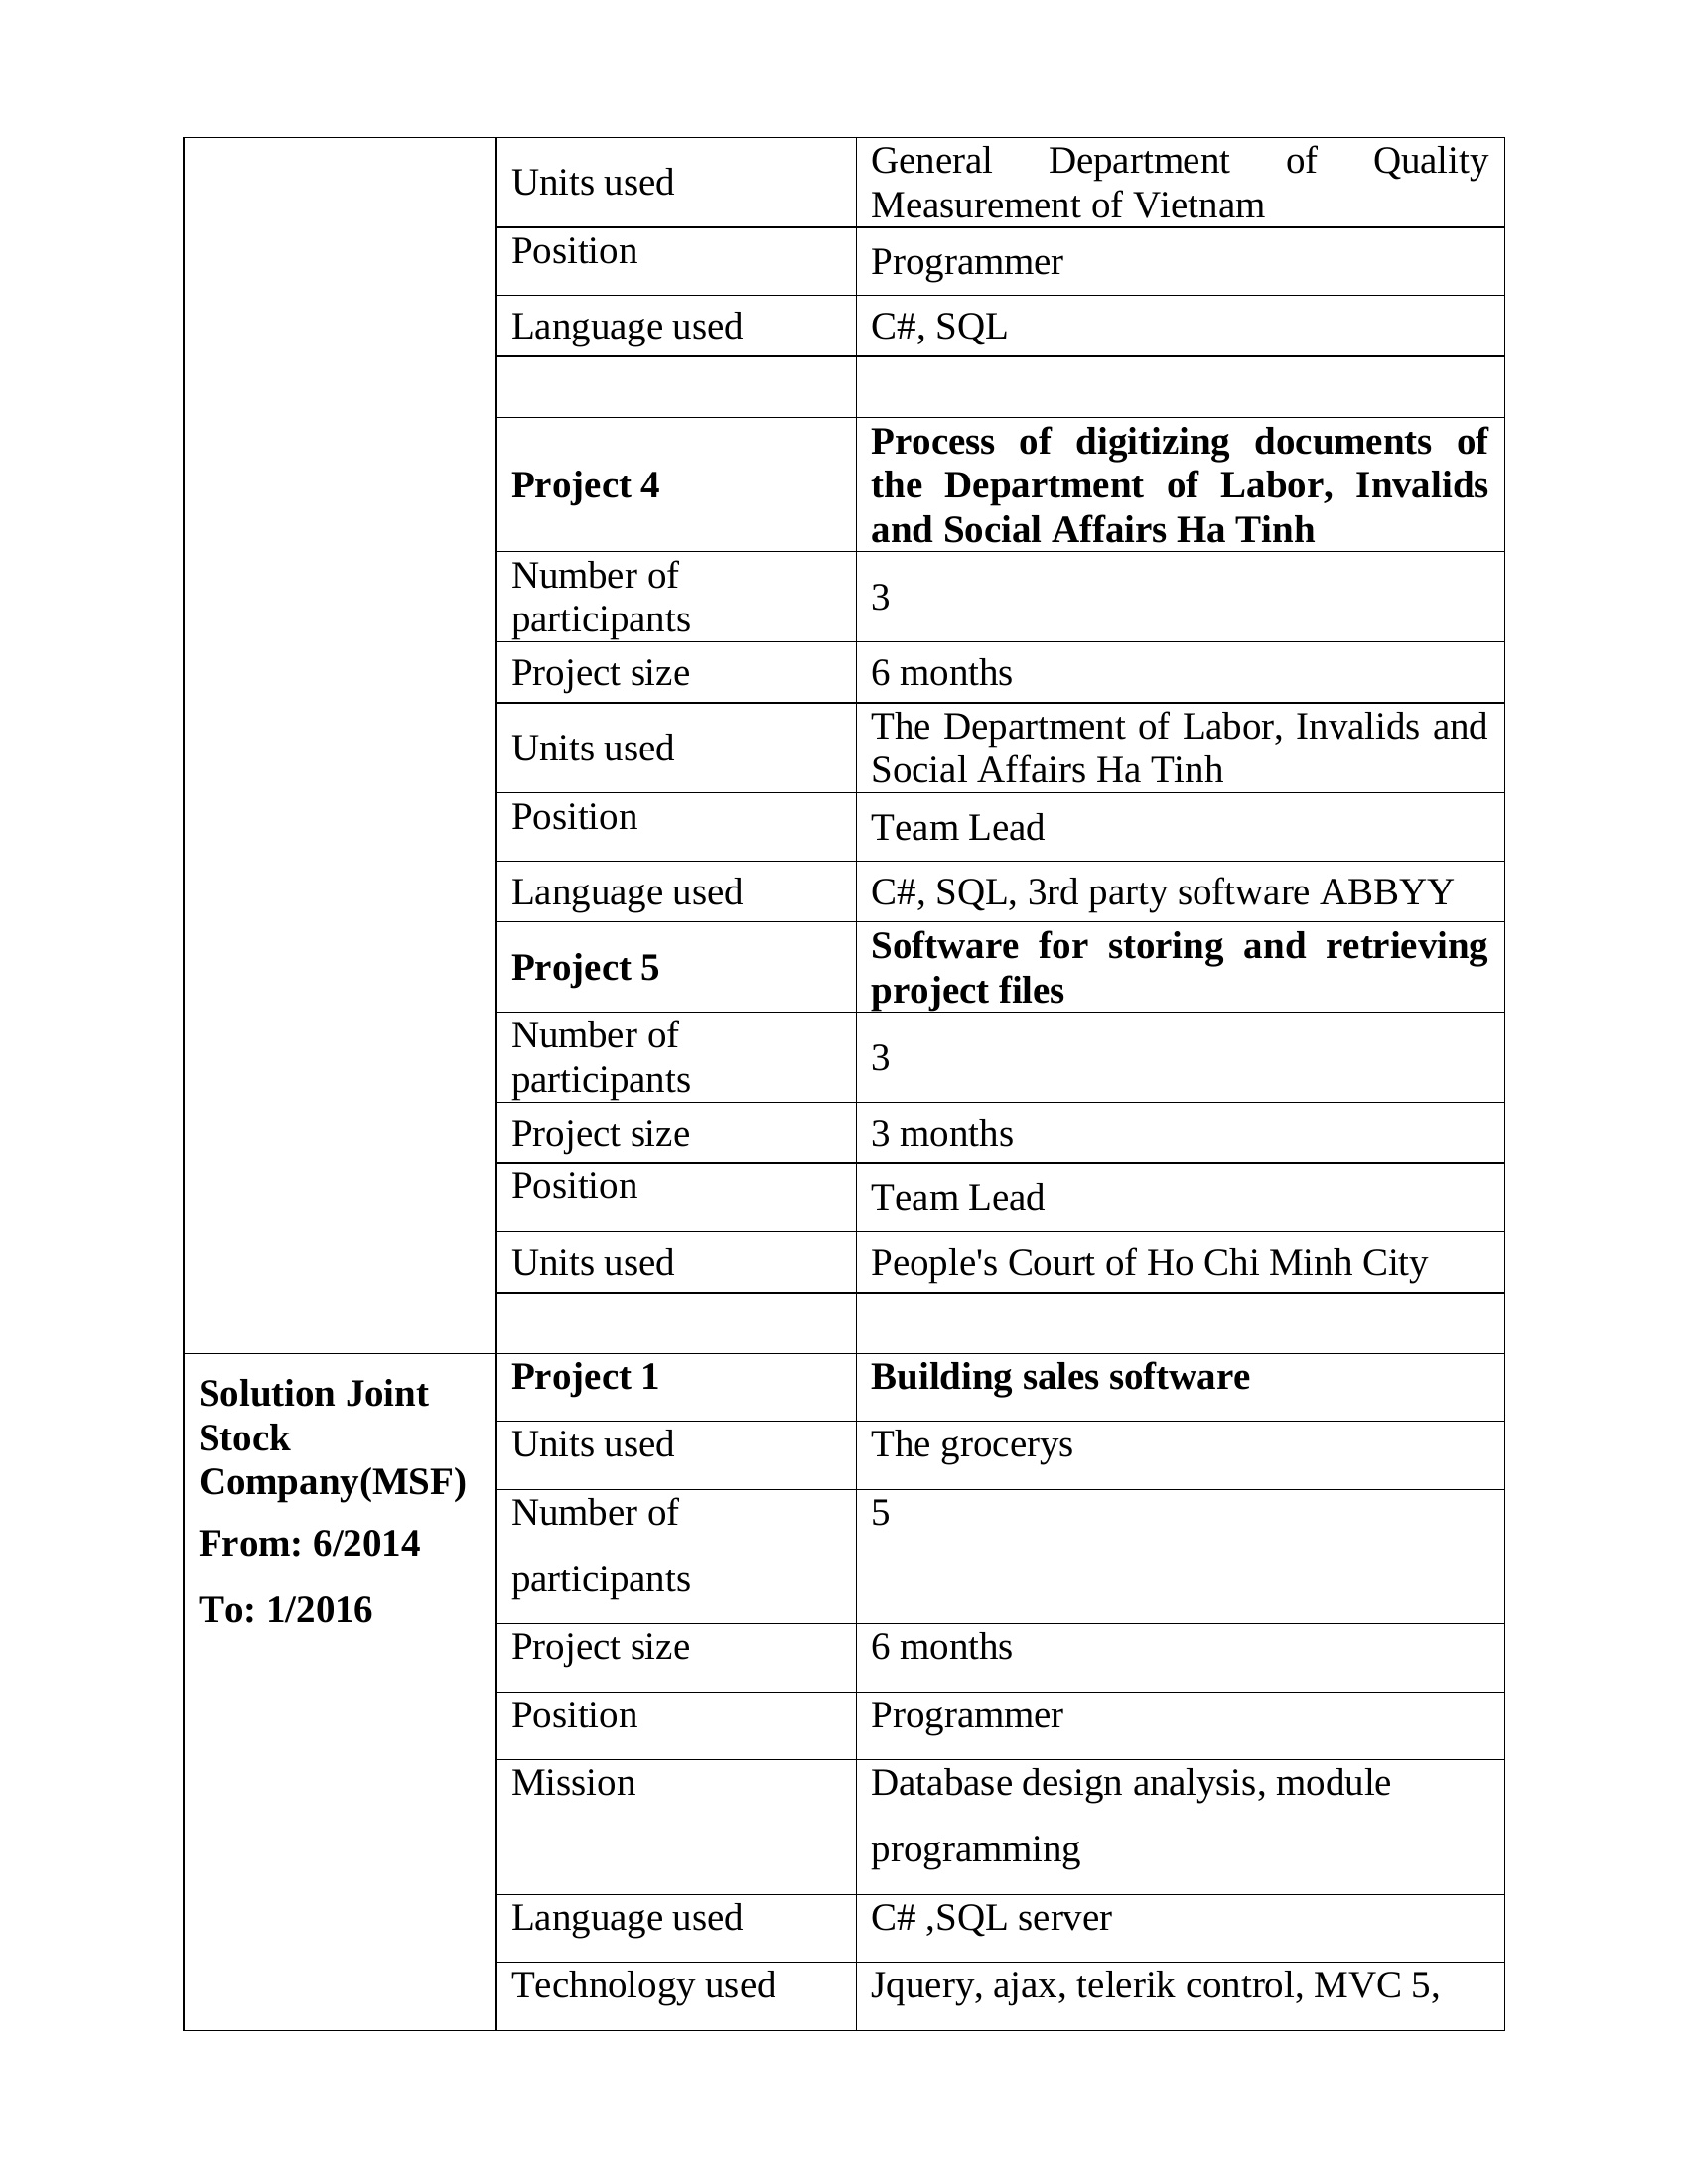 Units used
General Department of Quality
Measurement of Vietnam
Position
Programmer
Language used
C#, SQL
Project 4
Process of digitizing documents of
the Department of Labor, Invalids
and Social Affairs Ha Tinh
Number of
participants
3
Project size
6 months
Units used
The Department of Labor, Invalids and
Social Affairs Ha Tinh
Position
Team Lead
Language used
C#, SQL, 3rd party software ABBYY
Project 5
Software for storing and retrieving
project files
Number of
participants
3
Project size
3 months
Position
Team Lead
Units used
People's Court of Ho Chi Minh City
Solution Joint
Stock
Company(MSF)
From: 6/2014
To: 1/2016
Project 1
Building sales software
Units used
The grocerys
Number of
participants
5
Project size
6 months
Position
Programmer
Mission
Database design analysis, module
programming
Language used
C# ,SQL server
Technology used
Jquery, ajax, telerik control, MVC 5,